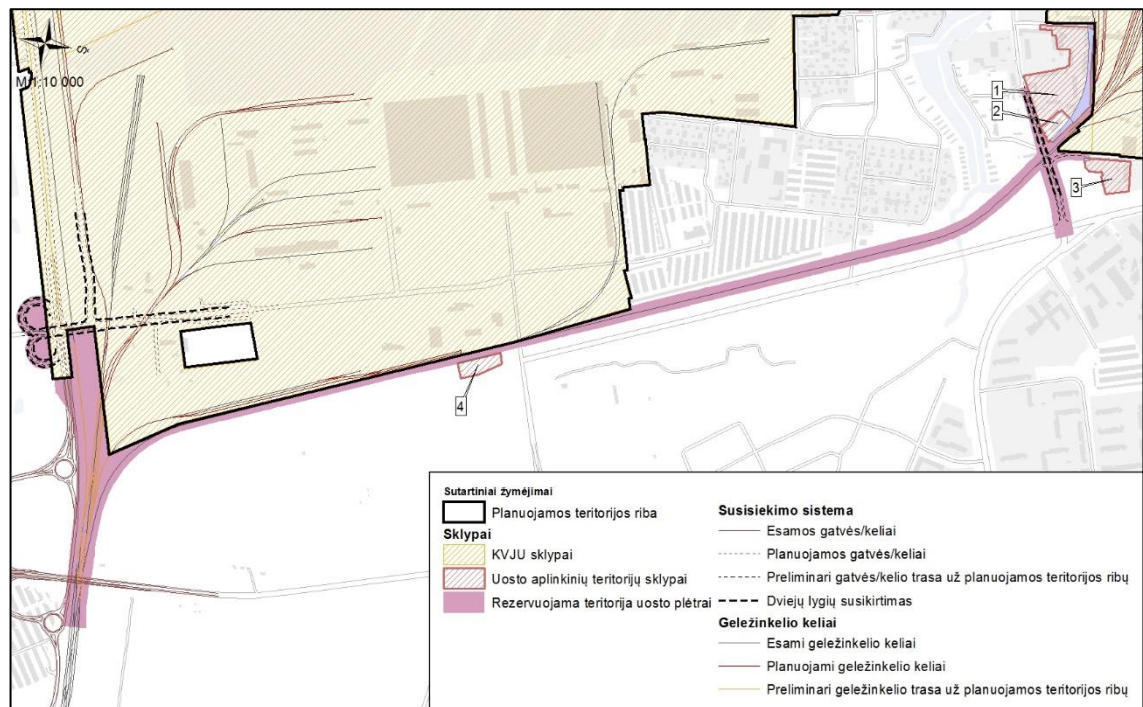 Š
M 1:10 000
1
2
3
4
Sutartiniai žymėjimai
Planuojamos teritorijos riba
Sklypai
KVJU sklypai
Uosto aplinkinių teritorijų sklypai
Rezervuojama teritorija uosto plėtrai
Susisiekimo sistema
Esamos gatvės/keliai
Planuojamos gatvės/keliai
Preliminari gatvės/kelio trasa už planuojamos teritorijos ribų
Dviejų lygių susikirtimas
Geležinkelio keliai
Esami geležinkelio keliai
Planuojami geležinkelio keliai
Preliminari geležinkelio trasa už planuojamos teritorijos ribų